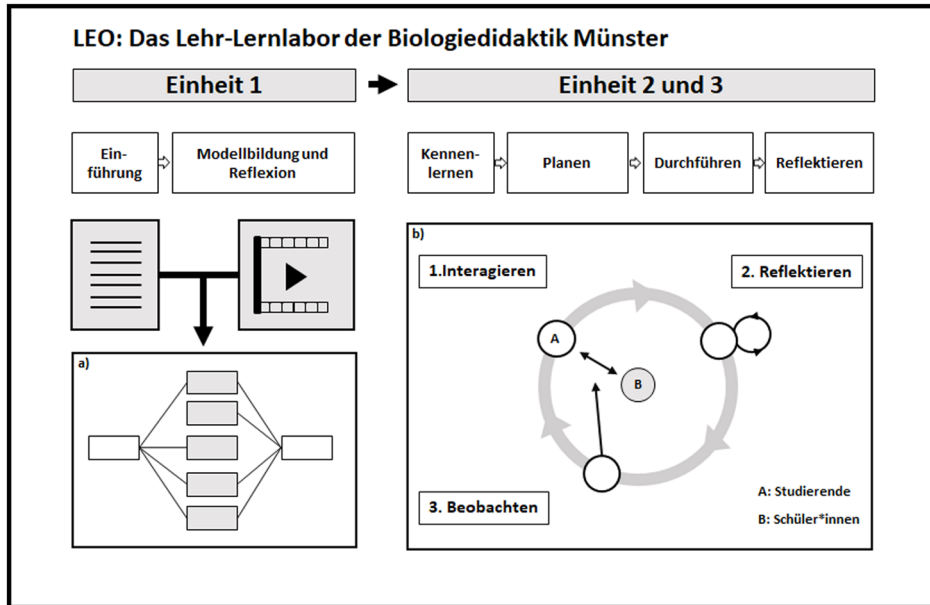 LEO: Das Lehr-Lernlabor der Biologiedidaktik Münster
Einheit 1
Einheit 2 und 3
Ein-
führung
Modellbildung und
Reflexion
Kennen-
lernen
Planen
Durchführen
Reflektieren
a)
b)
1.Interagieren
2. Reflektieren
A
B
3. Beobachten
A: Studierende
B: Schüler*innen